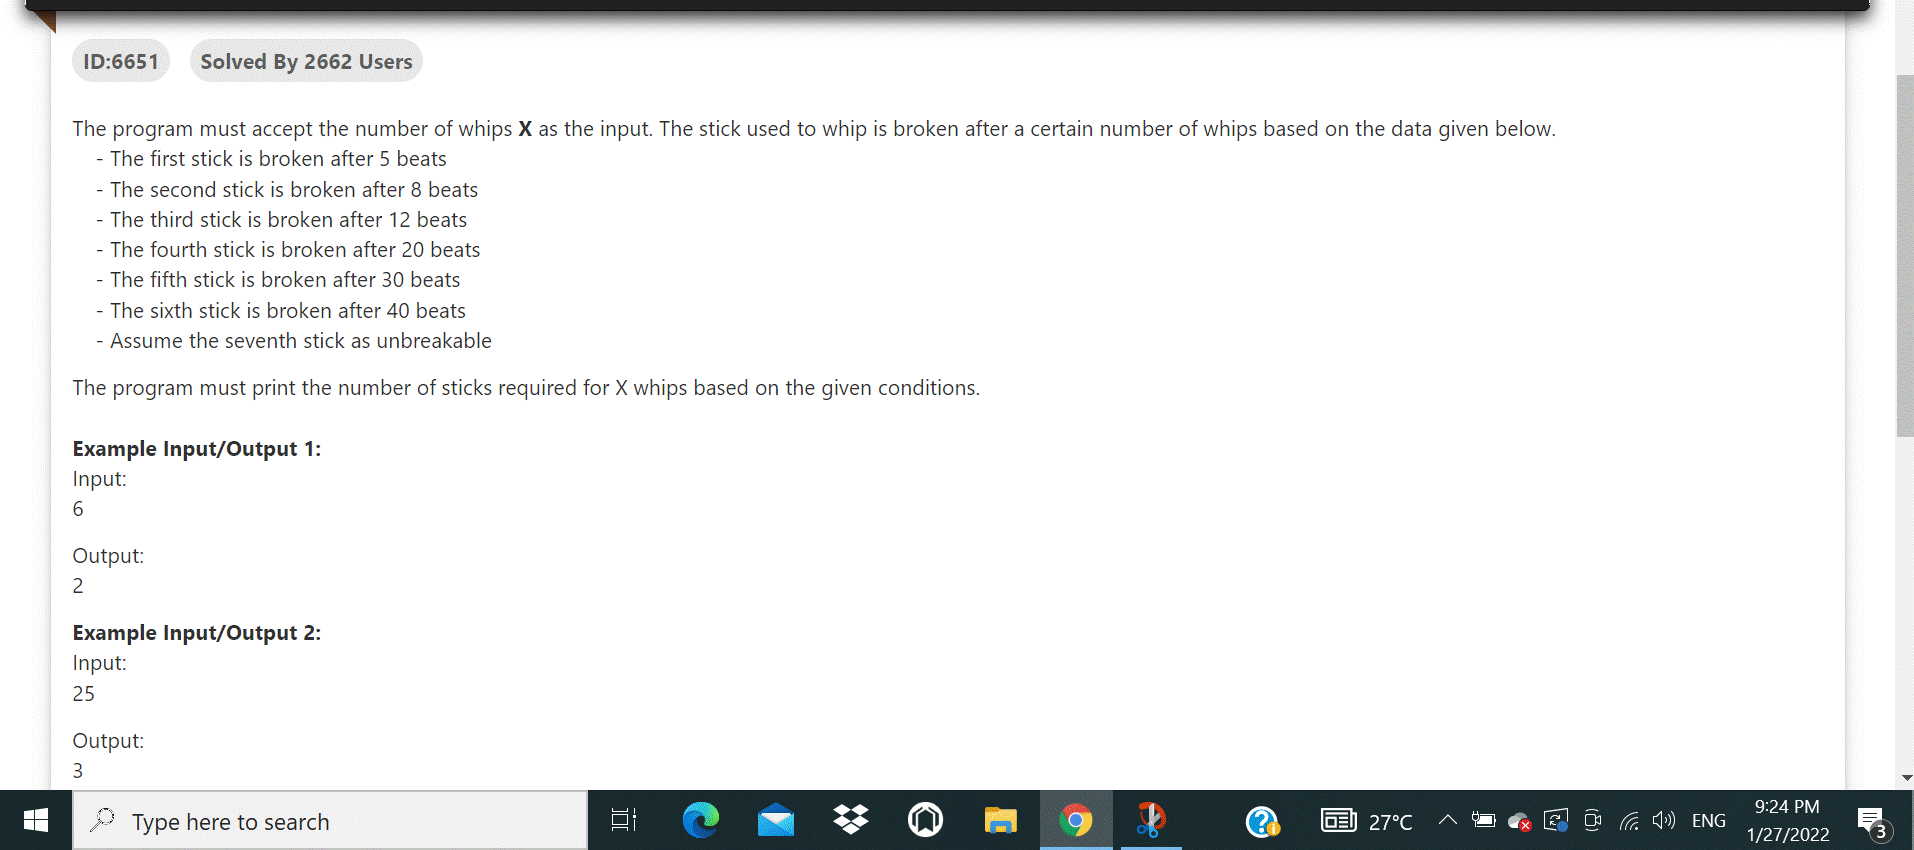 ID:6651 Solved By 2662 Users
The program must accept the number of whips X as the input. The stick used to whip is broken after a certain number of whips based on the data given below.
- The first stick is broken after 5 beats
- The second stick is broken after 8 beats
- The third stick is broken after 12 beats
- The fourth stick is broken after 20 beats
- The fifth stick is broken after 30 beats
- The sixth stick is broken after 40 beats
- Assume the seventh stick as unbreakable
The program must print the number of sticks required for X whips based on the given conditions.
Example Input/Output 1:
Input:
6
Output:
2
Example Input/Output 2:
Input:
25
Output:
3
Type here to search 27°C ENG 9:24 PM
1/27/2022 3